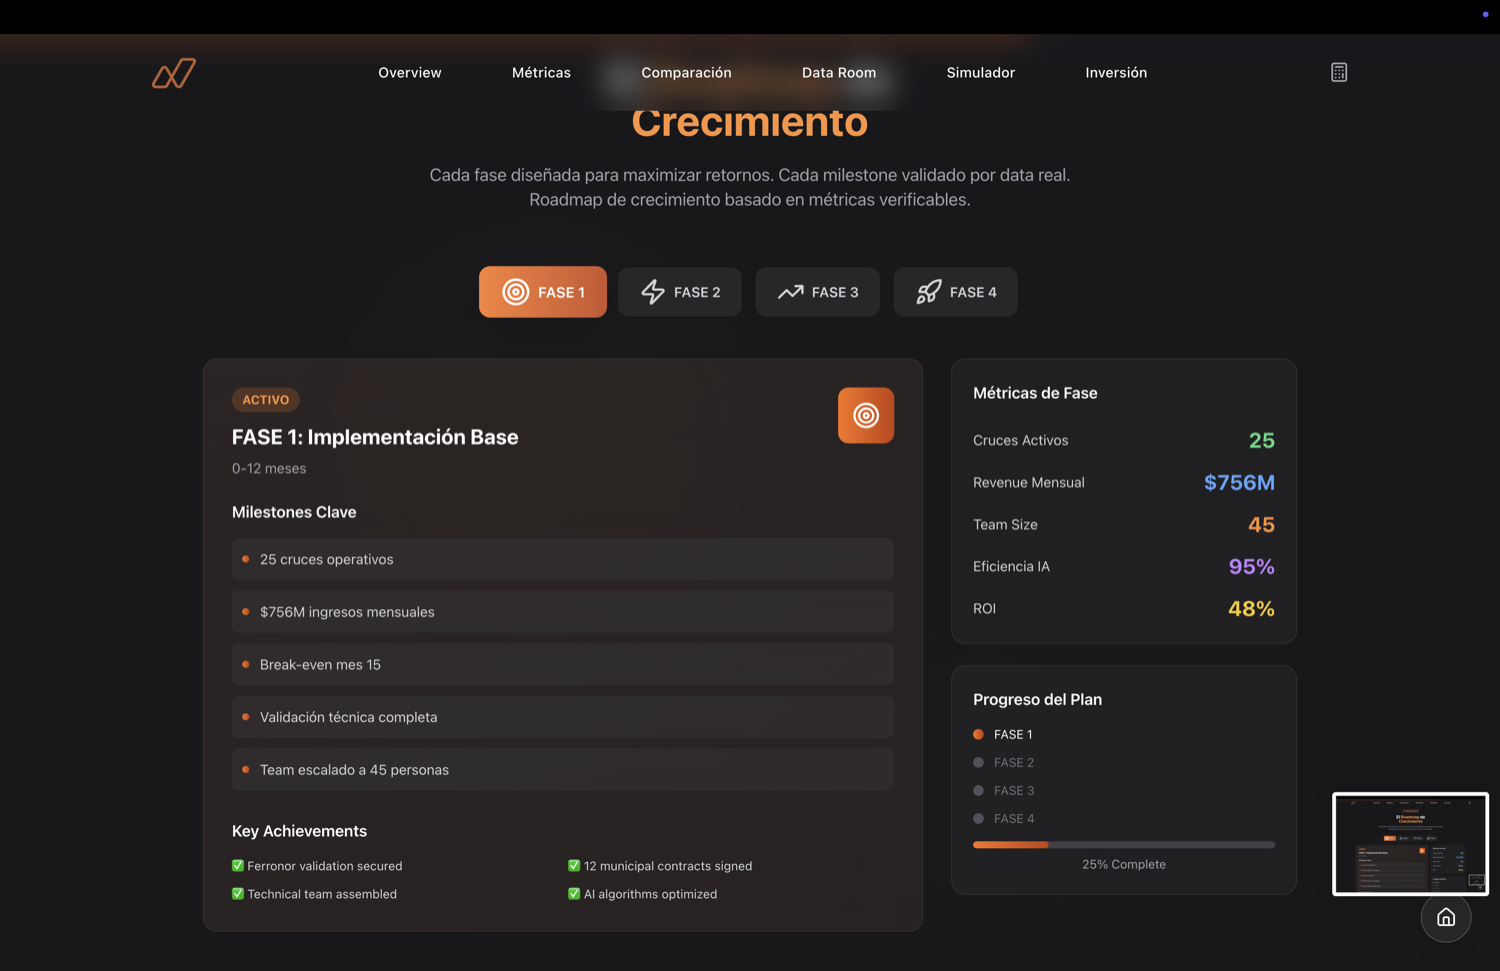 Overview
Métricas
Comparación
Data Room
Simulador
Inversión
Crecimiento
Cada fase diseñada para maximizar retornos. Cada milestone validado por data real.
Roadmap de crecimiento basado en métricas verificables.
FASE 1
FASE 2
FASE 3
FASE 4
ACTIVO
FASE 1: Implementación Base
0-12 meses
Milestones Clave
25 cruces operativos
$756M ingresos mensuales
Break-even mes 15
Validación técnica completa
Team escalado a 45 personas
Key Achievements
✅ Ferronor validation secured
✅ 12 municipal contracts signed
✅ Technical team assembled
✅ AI algorithms optimized
Métricas de Fase
Cruces Activos 25
Revenue Mensual $756M
Team Size 45
Eficiencia IA 95%
ROI 48%
Progreso del Plan
FASE 1
FASE 2
FASE 3
FASE 4
25% Complete
El Roadmap de
Crecimiento